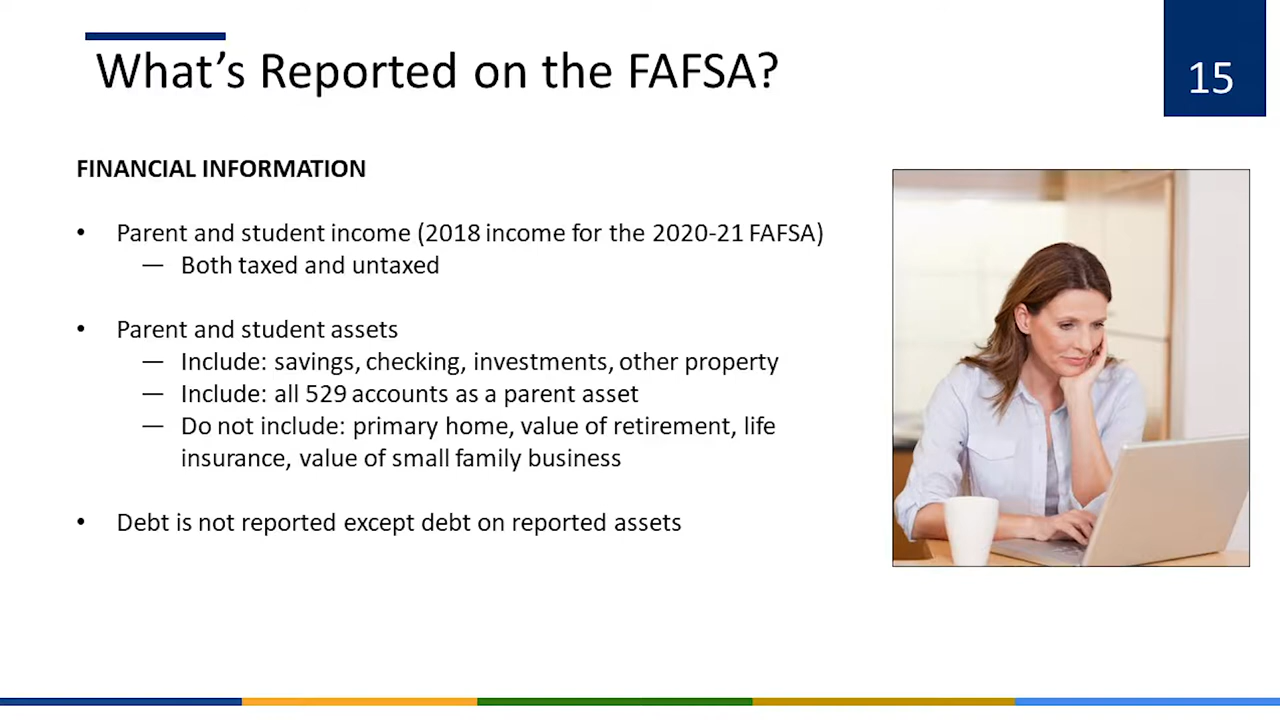 What's Reported on the FAFSA?
15
FINANCIAL INFORMATION
• Parent and student income (2018 income for the 2020-21 FAFSA)
— Both taxed and untaxed
• Parent and student assets
— Include: savings, checking, investments, other property
— Include: all 529 accounts as a parent asset
— Do not include: primary home, value of retirement, life
insurance, value of small family business
• Debt is not reported except debt on reported assets